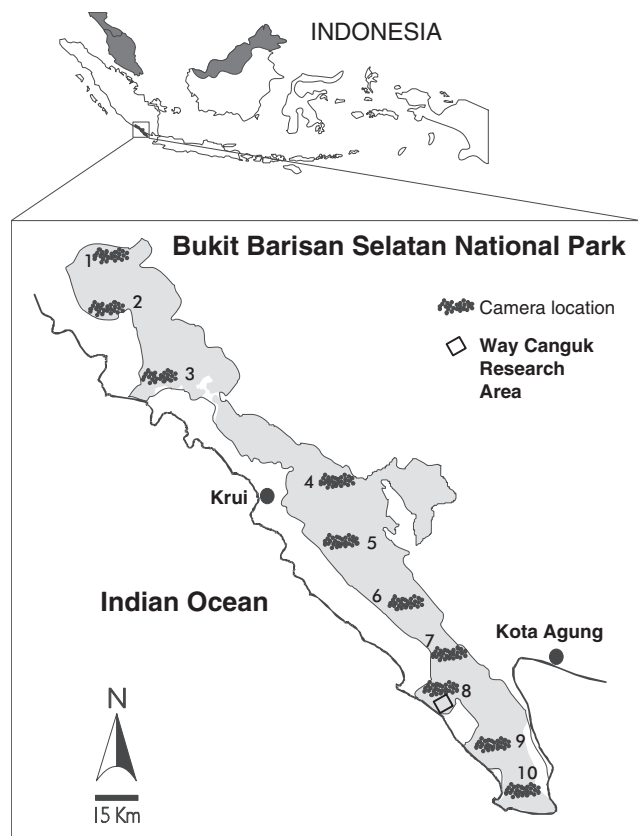 INDONESIA
Bukit Barisan Selatan National Park
1
2
3
Camera location
Way Canguk
Research
Area
4
Krui
5
Indian Ocean
6
7
Kota Agung
8
N
9
10
15 Km